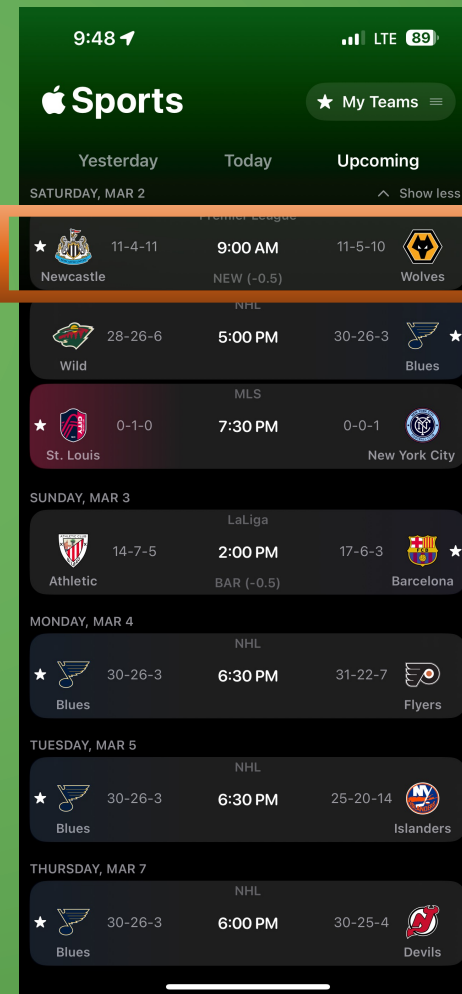 9:48
LTE 89
Sports
My Teams
Yesterday Today Upcoming
SATURDAY, MAR 2 Show less
Premier League
11-4-11 9:00 AM 11-5-10
Newcastle NEW (-0.5) Wolves
NHL
28-26-6 5:00 PM 30-26-3
Wild Blues
MLS
CITY 0-1-0 7:30 PM 0-0-1
St. Louis New York City
SUNDAY, MAR 3
LaLiga
14-7-5 2:00 PM 17-6-3
Athletic BAR (-0.5) Barcelona
MONDAY, MAR 4
NHL
30-26-3 6:30 PM 31-22-7
Blues Flyers
TUESDAY, MAR 5
NHL
30-26-3 6:30 PM 25-20-14
Blues Islanders
THURSDAY, MAR 7
NHL
30-26-3 6:00 PM 30-25-4
Blues Devils